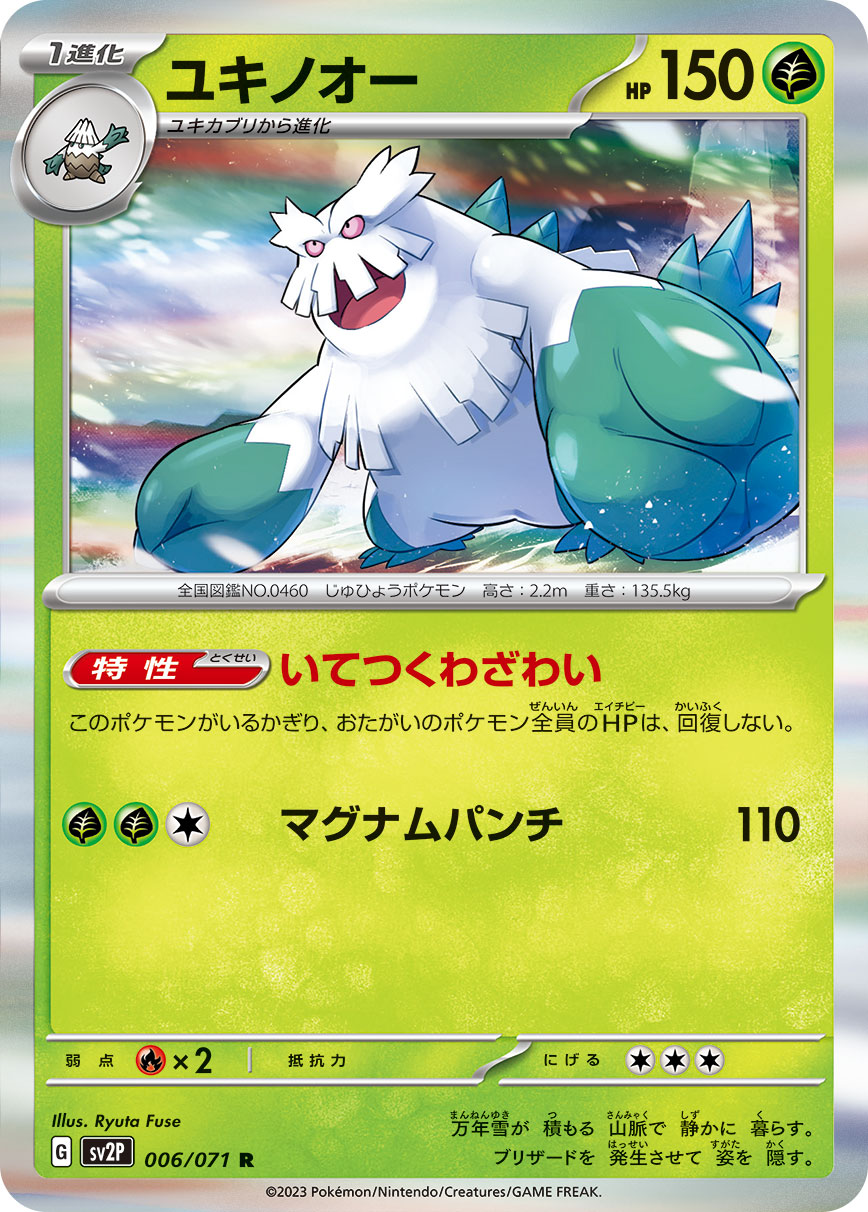 1進化
ユキノオー
HP 150
ユキカブリから進化
全国図鑑NO.0460 じゅひょうポケモン 高さ:2.2m 重さ:135.5kg
特性 とくせい いてつくわざわい
ぜんいん エイチピー かいふく
このポケモンがいるかぎり、おたがいのポケモン全員のHPは、回復しない。
マグナムパンチ 110
弱点 ×2 抵抗力 にげる
Illus. Ryuta Fuse
まんねんゆき つ さんみゃく しず く
万年雪が 積もる 山脈で 静かに 暮らす。
はっせい すがた かく
ブリザードを 発生させて 姿を 隠す。
G sv2P 006/071 R
©2023 Pokémon/Nintendo/Creatures/GAME FREAK.